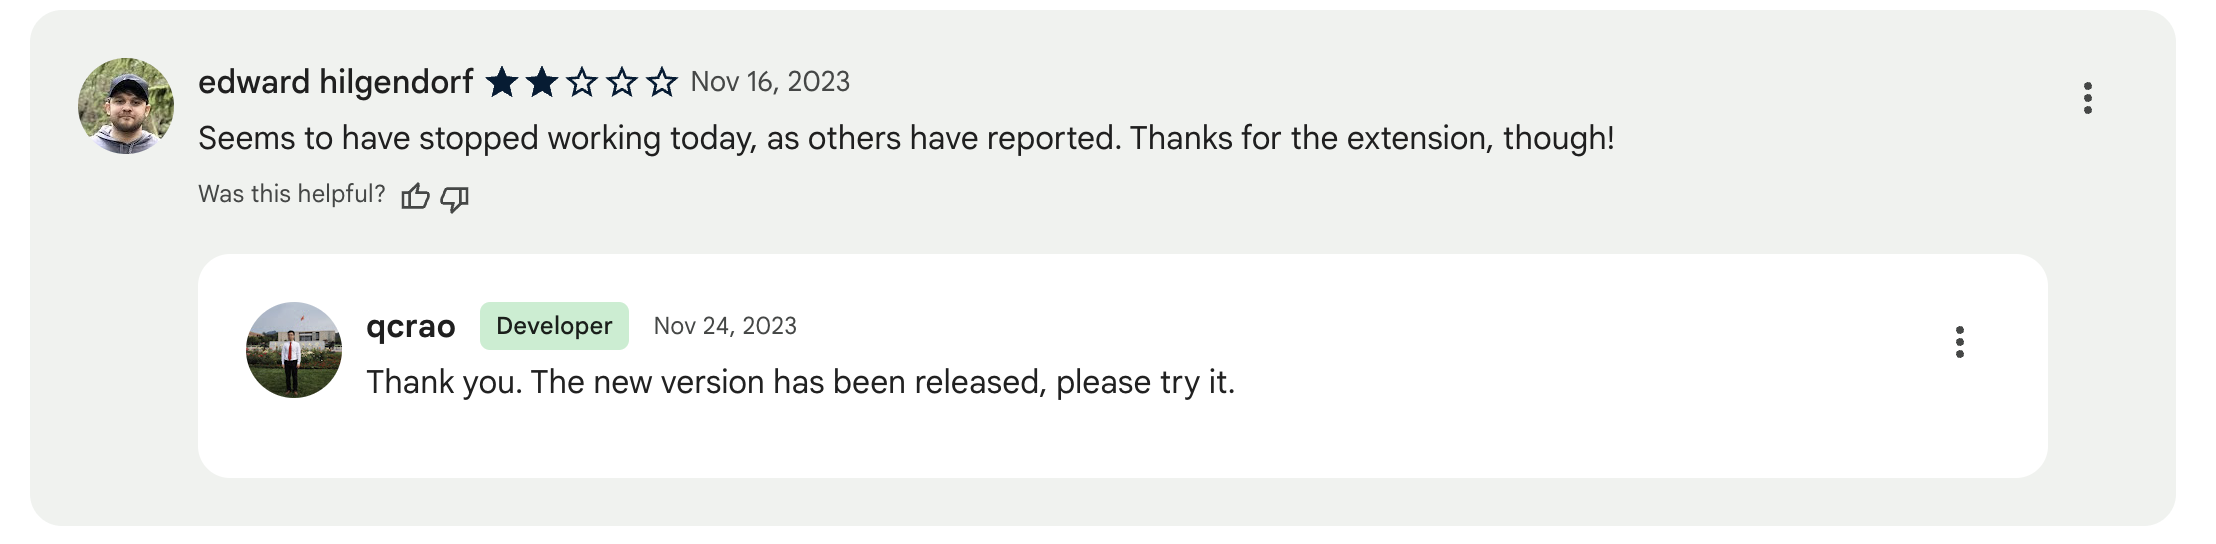 edward hilgendorf Nov 16, 2023
Seems to have stopped working today, as others have reported. Thanks for the extension, though!
Was this helpful?
qcrao Developer Nov 24, 2023
Thank you. The new version has been released, please try it.